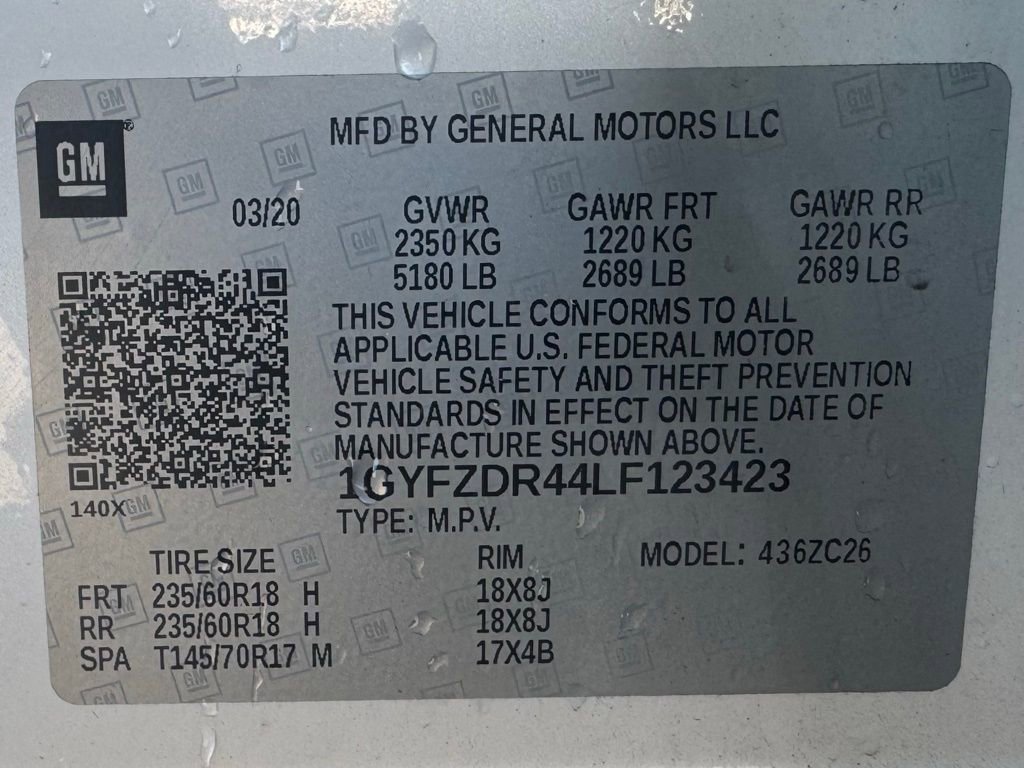 GM
MFD BY GENERAL MOTORS LLC
03/20 GVWR GAWR FRT GAWR RR
2350 KG 1220 KG 1220 KG
5180 LB 2689 LB 2689 LB
THIS VEHICLE CONFORMS TO ALL
APPLICABLE U.S. FEDERAL MOTOR
VEHICLE SAFETY AND THEFT PREVENTION
STANDARDS IN EFFECT ON THE DATE OF
MANUFACTURE SHOWN ABOVE.
1GYFZDR44LF123423
140X
TYPE: M.P.V.
TIRE SIZE RIM MODEL: 436ZC26
FRT 235/60R18 H 18X8J
RR 235/60R18 H 18X8J
SPA T145/70R17 M 17X4B